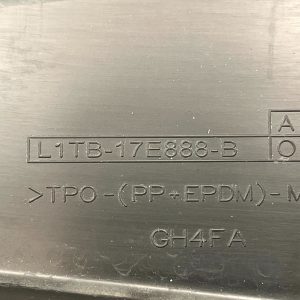 A
L1TB-17E888-B O
>TPO-(PP+EPDM)-M
GH4FA